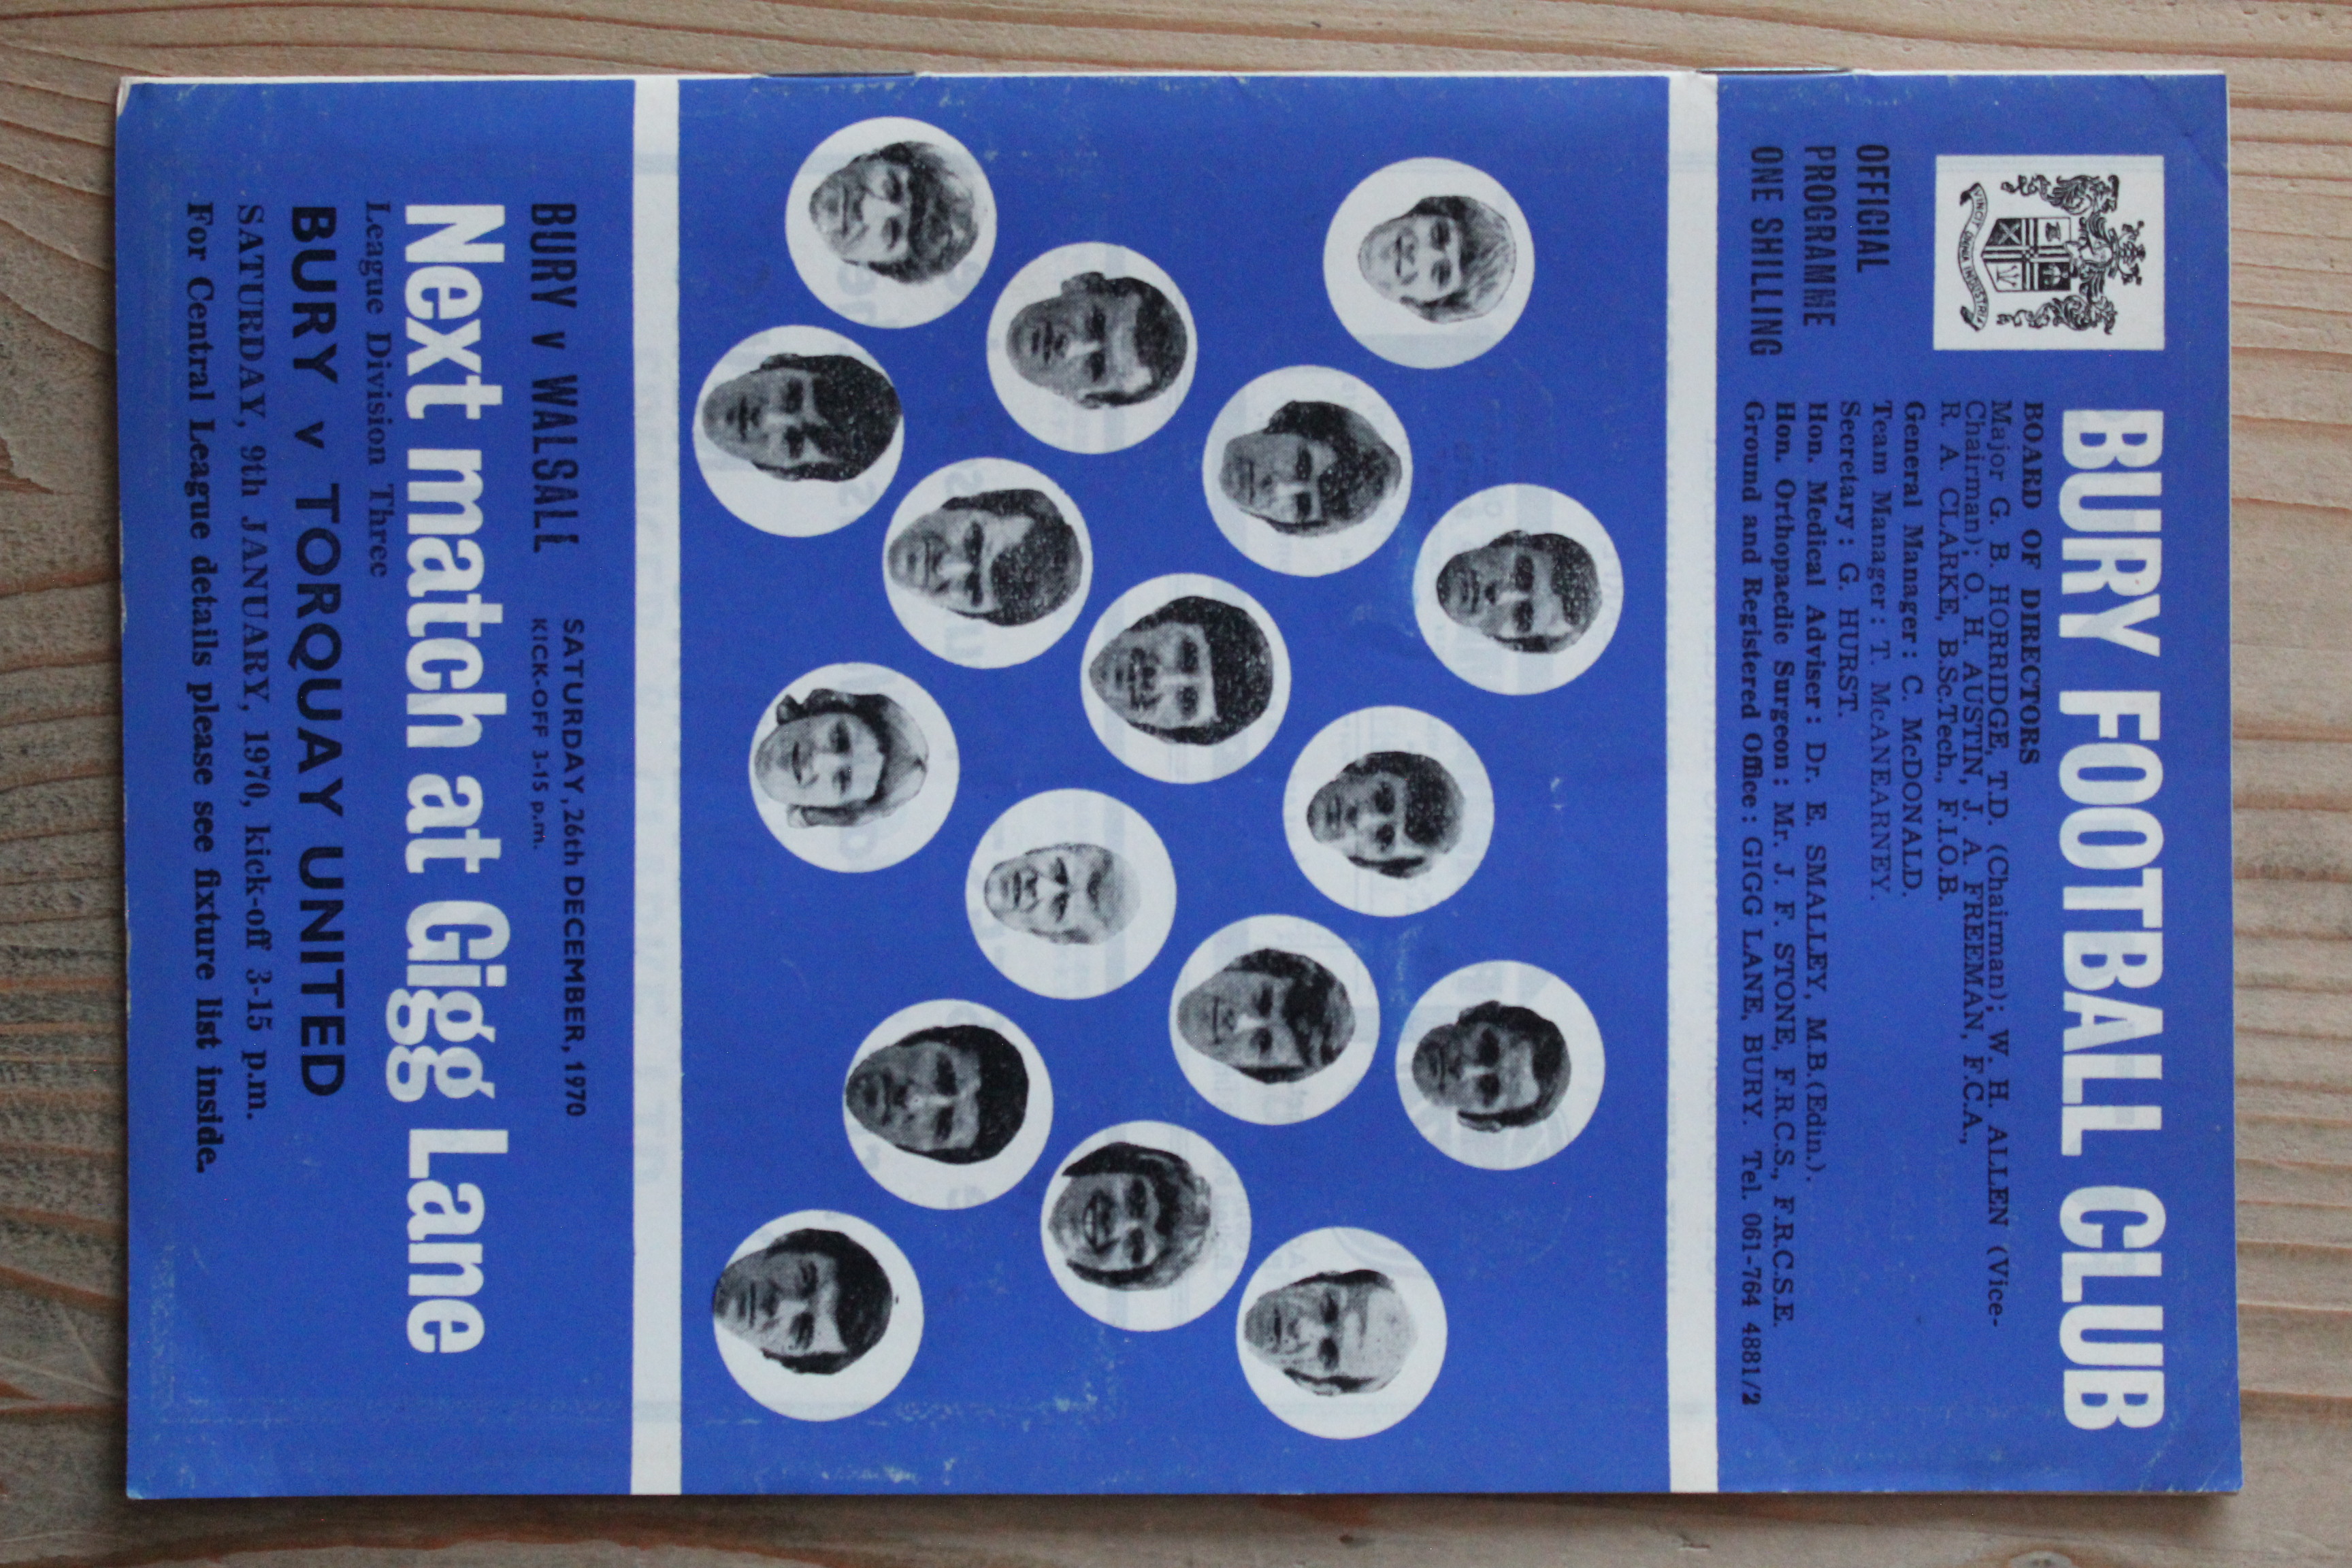 BURY FOOTBALL CLUB
VINCIT OMNIA INDUSTRIA
OFFICIAL
PROGRAMME
ONE SHILLING
BOARD OF DIRECTORS
Major G. B. HORRIDGE, T.D. (Chairman); W. H. ALLEN (Vice-
Chairman); O. H. AUSTIN, J. A. FREEMAN, F.C.A.,
R. A. CLARKE, B.Sc.Tech., F.I.O.B.
General Manager: C. McDONALD.
Team Manager: T. McANEARNEY.
Secretary: G. HURST.
Hon. Medical Adviser: Dr. E. SMALLEY, M.B.(Edin.).
Hon. Orthopaedic Surgeon: Mr. J. F. STONE, F.R.C.S., F.R.C.S.E.
Ground and Registered Office: GIGG LANE, BURY. Tel. 061-764 4881/2
BURY v WALSALL
SATURDAY, 26th DECEMBER, 1970
KICK-OFF 3-15 p.m.
Next match at Gigg Lane
League Division Three
BURY v TORQUAY UNITED
SATURDAY, 9th JANUARY, 1970, kick-off 3-15 p.m.
For Central League details please see fixture list inside.